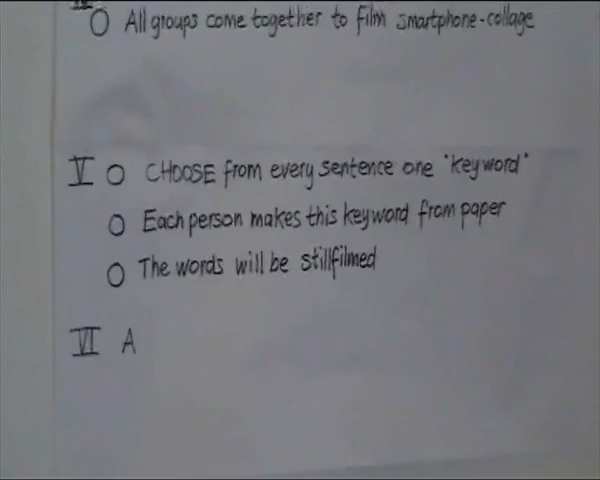 O All groups come together to film smartphone-collage
V O CHOOSE from every sentence one "keyword"
O Each person makes this keyword from paper
O The words will be stillfilmed
VI A